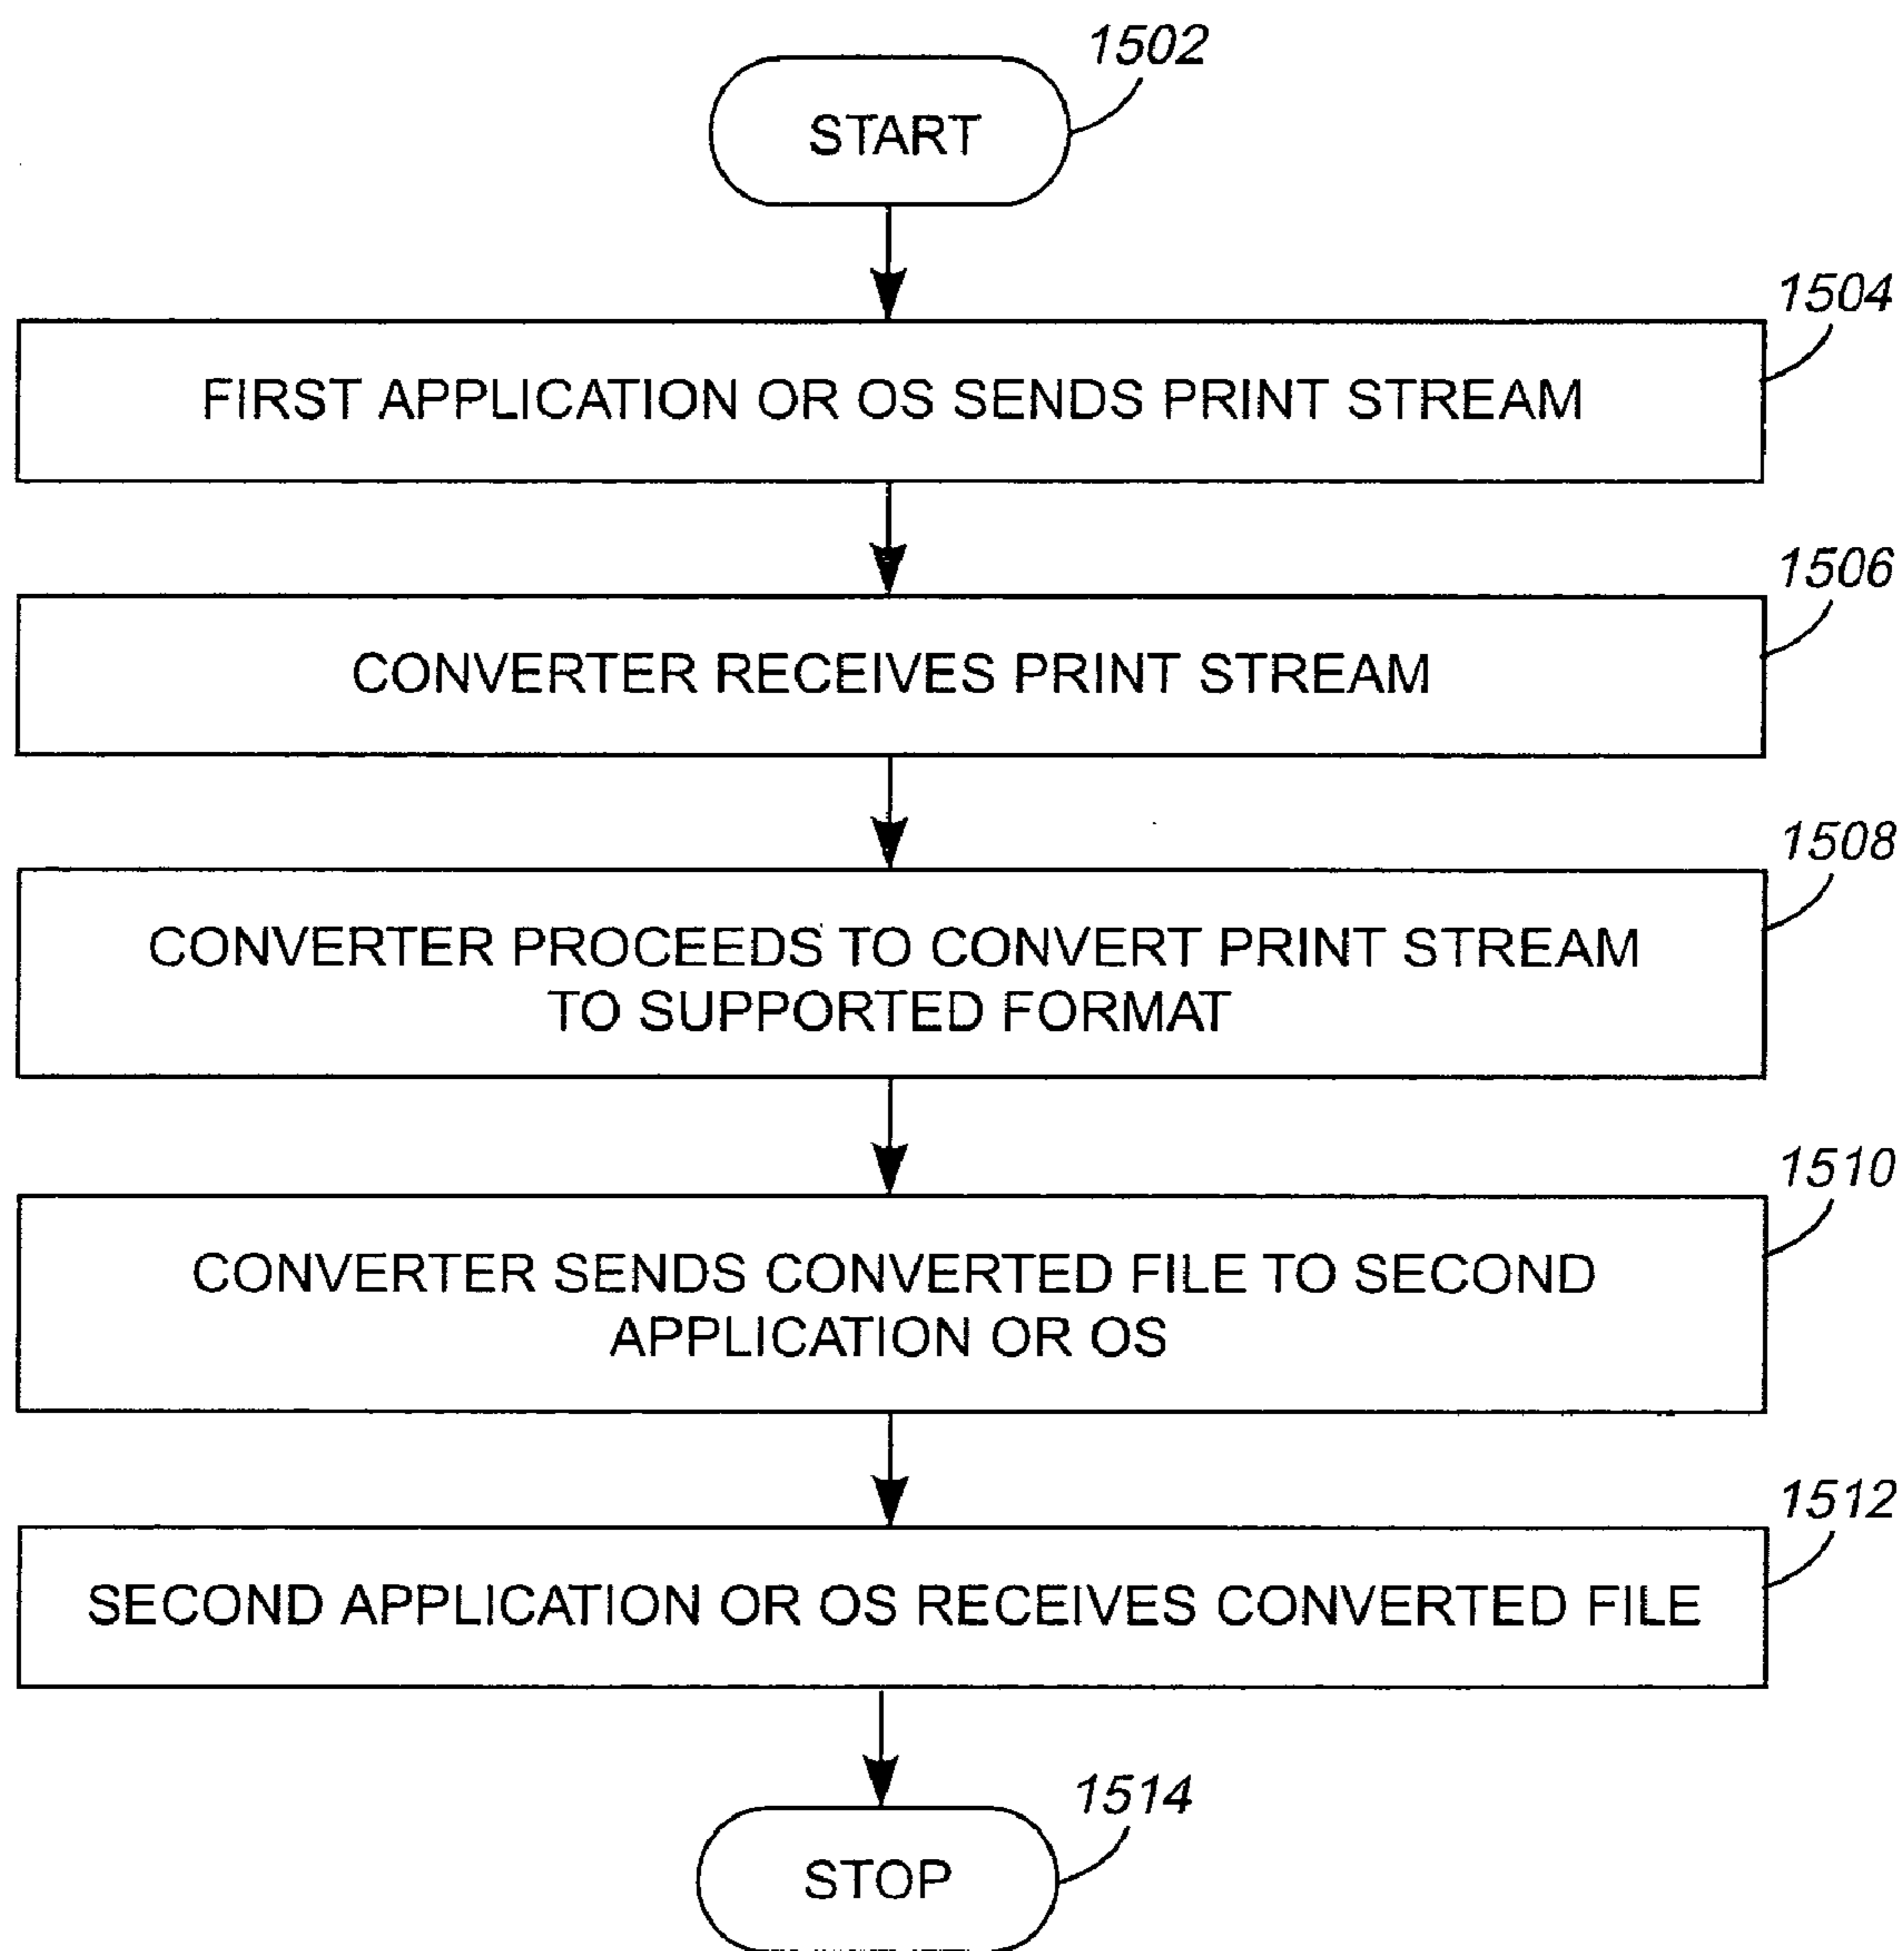 1502
START
1504
FIRST APPLICATION OR OS SENDS PRINT STREAM
1506
CONVERTER RECEIVES PRINT STREAM
1508
CONVERTER PROCEEDS TO CONVERT PRINT STREAM
TO SUPPORTED FORMAT
1510
CONVERTER SENDS CONVERTED FILE TO SECOND
APPLICATION OR OS
1512
SECOND APPLICATION OR OS RECEIVES CONVERTED FILE
1514
STOP